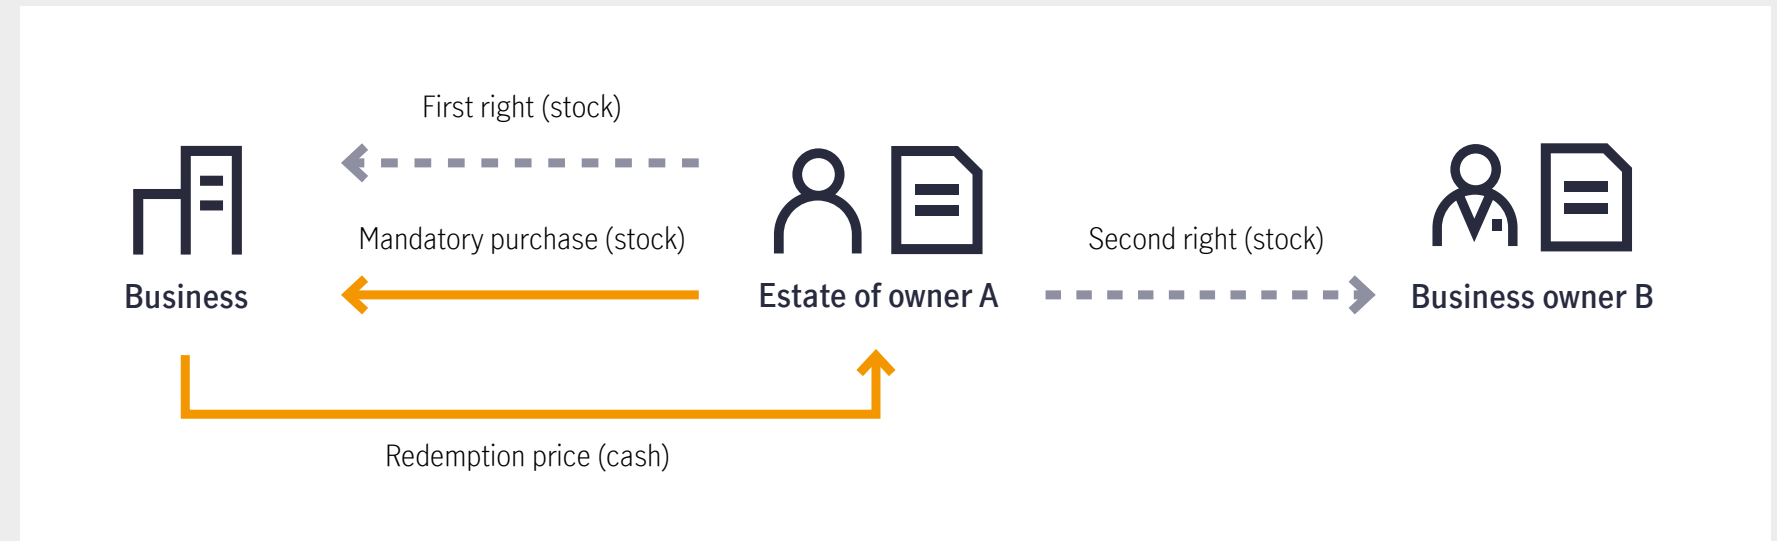 First right (stock)
Mandatory purchase (stock)
Second right (stock)
Business
Estate of owner A
Business owner B
Redemption price (cash)